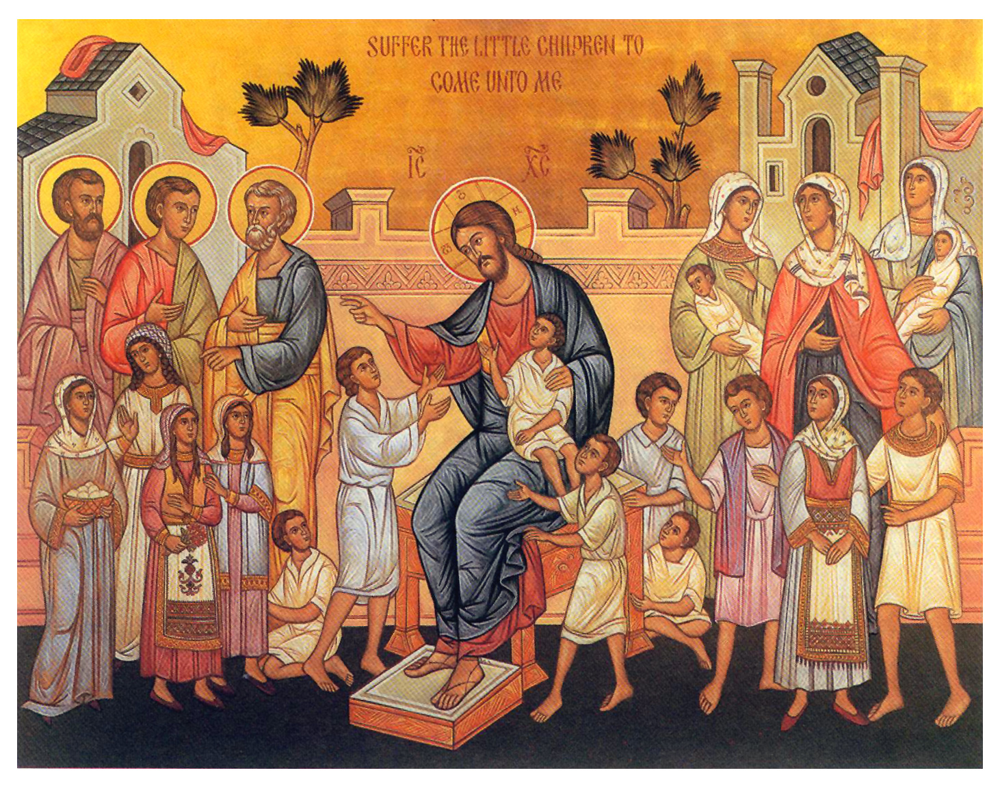 SUFFER THE LITTLE CHILDREN TO
COME UNTO ME
IC XC
Ο Ω Ν